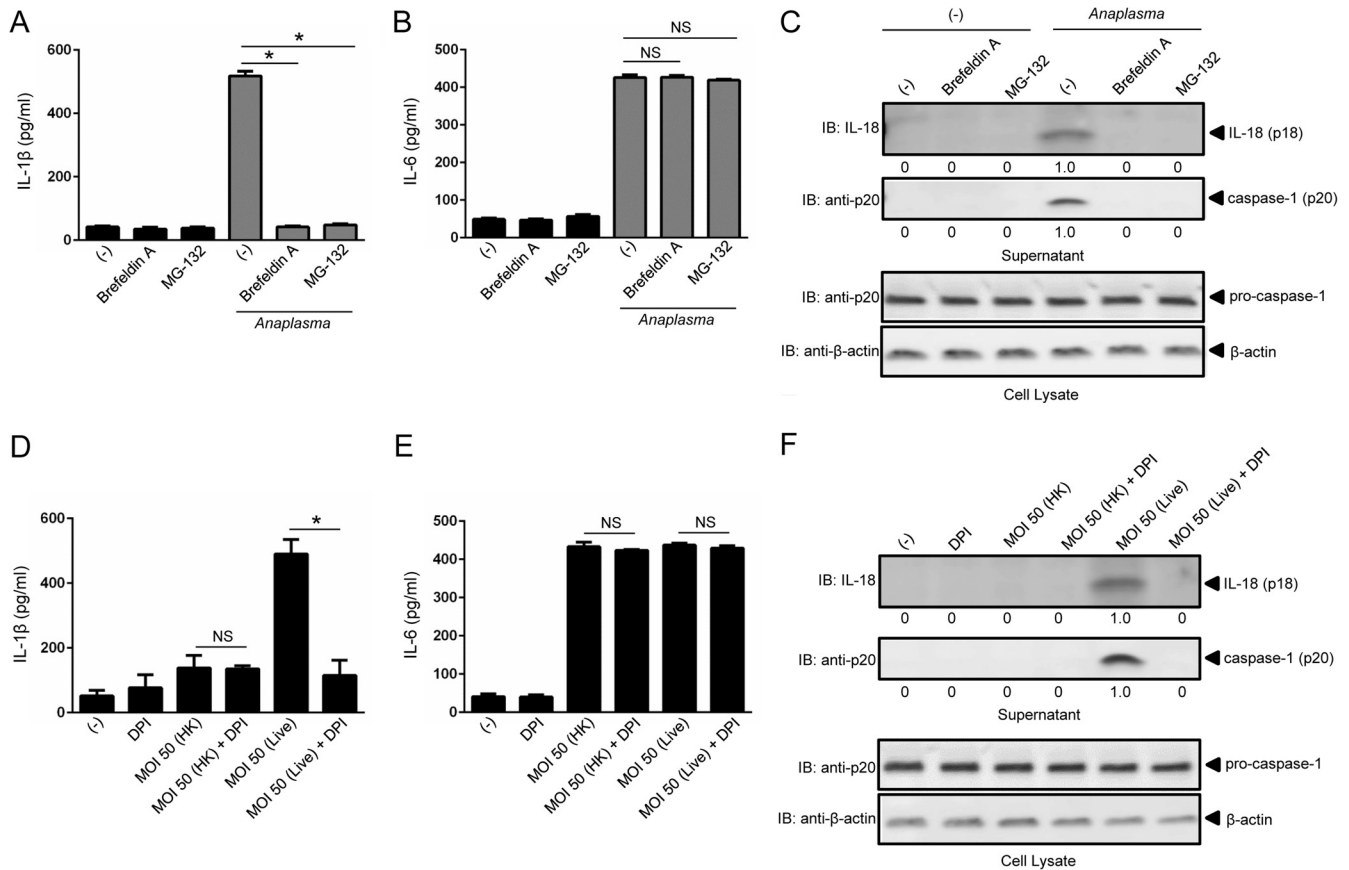 A
IL-1β (pg/ml)
600
400
200
0
*
*
(-)
Brefeldin A
MG-132
(-)
Brefeldin A
MG-132
Anaplasma
B
IL-6 (pg/ml)
500
400
300
200
100
0
NS
NS
(-)
Brefeldin A
MG-132
(-)
Brefeldin A
MG-132
Anaplasma
C
(-)
Anaplasma
(-)
Brefeldin A
MG-132
(-)
Brefeldin A
MG-132
IB: IL-18
IL-18 (p18)
0 0 0 1.0 0 0
IB: anti-p20
caspase-1 (p20)
0 0 0 1.0 0 0
Supernatant
IB: anti-p20
pro-caspase-1
IB: anti-β-actin
β-actin
Cell Lysate
D
IL-1β (pg/ml)
600
400
200
0
NS
*
(-)
DPI
MOI 50 (HK)
MOI 50 (HK) + DPI
MOI 50 (Live)
MOI 50 (Live) + DPI
E
IL-6 (pg/ml)
500
400
300
200
100
0
NS
NS
(-)
DPI
MOI 50 (HK)
MOI 50 (HK) + DPI
MOI 50 (Live)
MOI 50 (Live) + DPI
F
(-)
DPI
MOI 50 (HK)
MOI 50 (HK) + DPI
MOI 50 (Live)
MOI 50 (Live) + DPI
IB: IL-18
IL-18 (p18)
0 0 0 0 1.0 0
IB: anti-p20
caspase-1 (p20)
0 0 0 0 1.0 0
Supernatant
IB: anti-p20
pro-caspase-1
IB: anti-β-actin
β-actin
Cell Lysate